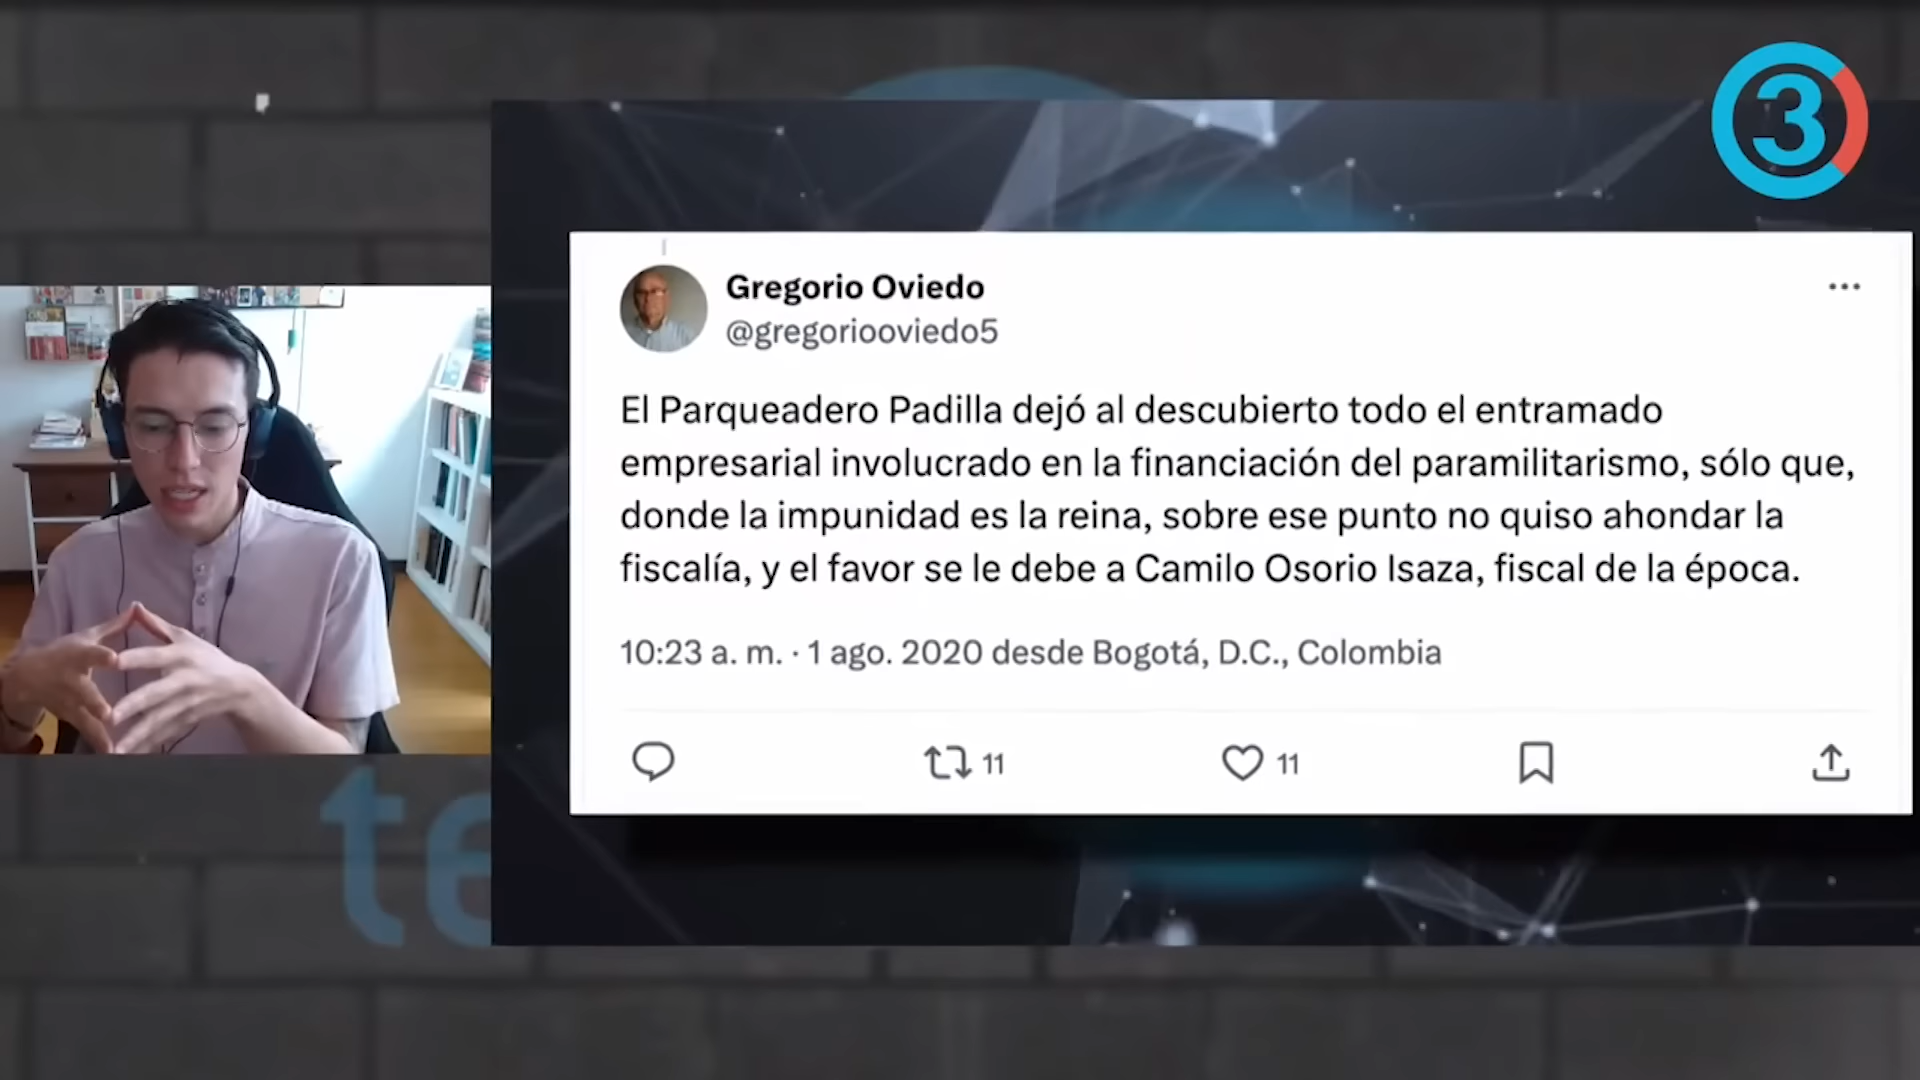 3
Gregorio Oviedo
@gregoriooviedo5
El Parqueadero Padilla dejó al descubierto todo el entramado
empresarial involucrado en la financiación del paramilitarismo, sólo que,
donde la impunidad es la reina, sobre ese punto no quiso ahondar la
fiscalía, y el favor se le debe a Camilo Osorio Isaza, fiscal de la época.
10:23 a. m. · 1 ago. 2020 desde Bogotá, D.C., Colombia
11
11
te